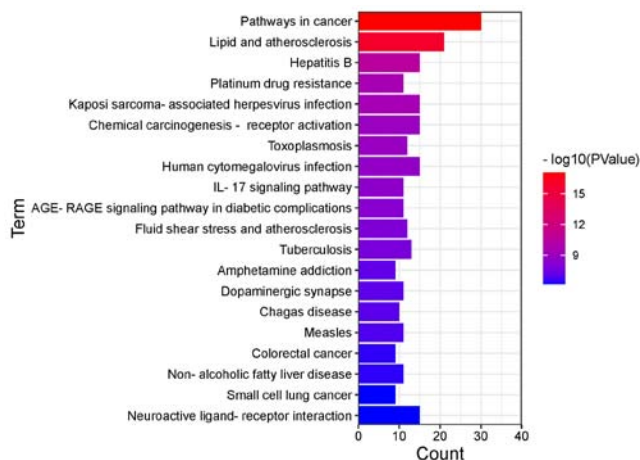 Pathways in cancer
Lipid and atherosclerosis
Hepatitis B
Platinum drug resistance
Kaposi sarcoma- associated herpesvirus infection
Chemical carcinogenesis - receptor activation
Toxoplasmosis
Human cytomegalovirus infection
IL- 17 signaling pathway
AGE- RAGE signaling pathway in diabetic complications
Fluid shear stress and atherosclerosis
Tuberculosis
Amphetamine addiction
Dopaminergic synapse
Chagas disease
Measles
Colorectal cancer
Non- alcoholic fatty liver disease
Small cell lung cancer
Neuroactive ligand- receptor interaction
Term
0 10 20 30 40
Count
- log10(PValue)
15
12
9